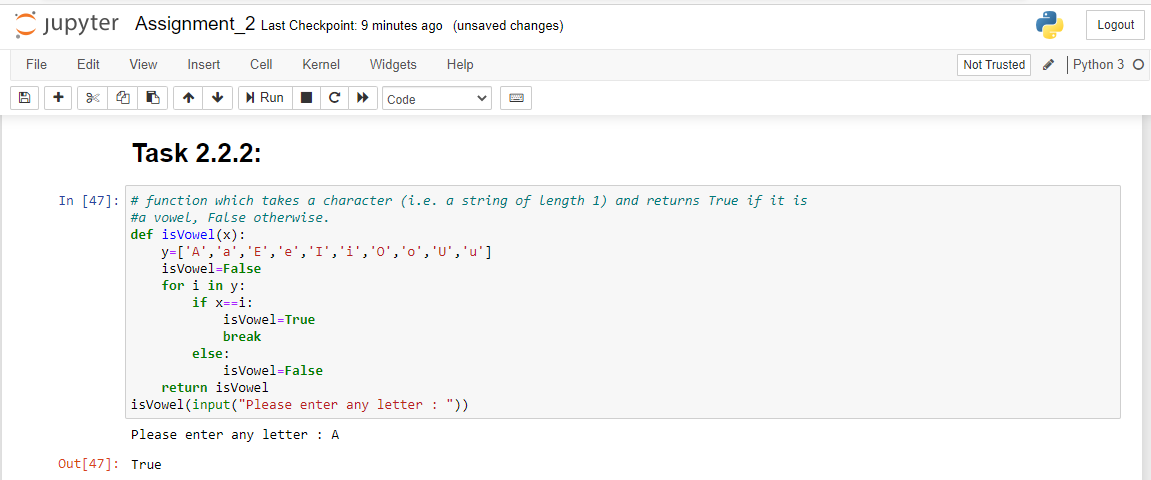 jupyter Assignment_2 Last Checkpoint: 9 minutes ago (unsaved changes) Logout
File Edit View Insert Cell Kernel Widgets Help Not Trusted Python 3
Run Code
Task 2.2.2:
In [47]: # function which takes a character (i.e. a string of length 1) and returns True if it is
#a vowel, False otherwise.
def isVowel(x):
    y=['A','a','E','e','I','i','O','o','U','u']
    isVowel=False
    for i in y:
        if x==i:
            isVowel=True
            break
        else:
            isVowel=False
    return isVowel
isVowel(input("Please enter any letter : "))
Please enter any letter : A
Out[47]: True